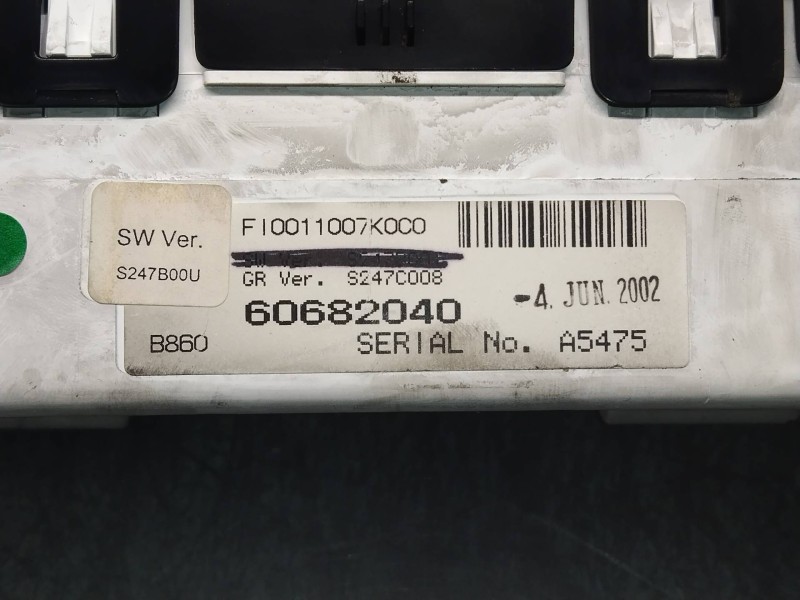 SW Ver.
S247B00U
FI0011007K0C0
GR Ver. S247C008
60682040
-4. JUN. 2002
B860
SERIAL No. A5475